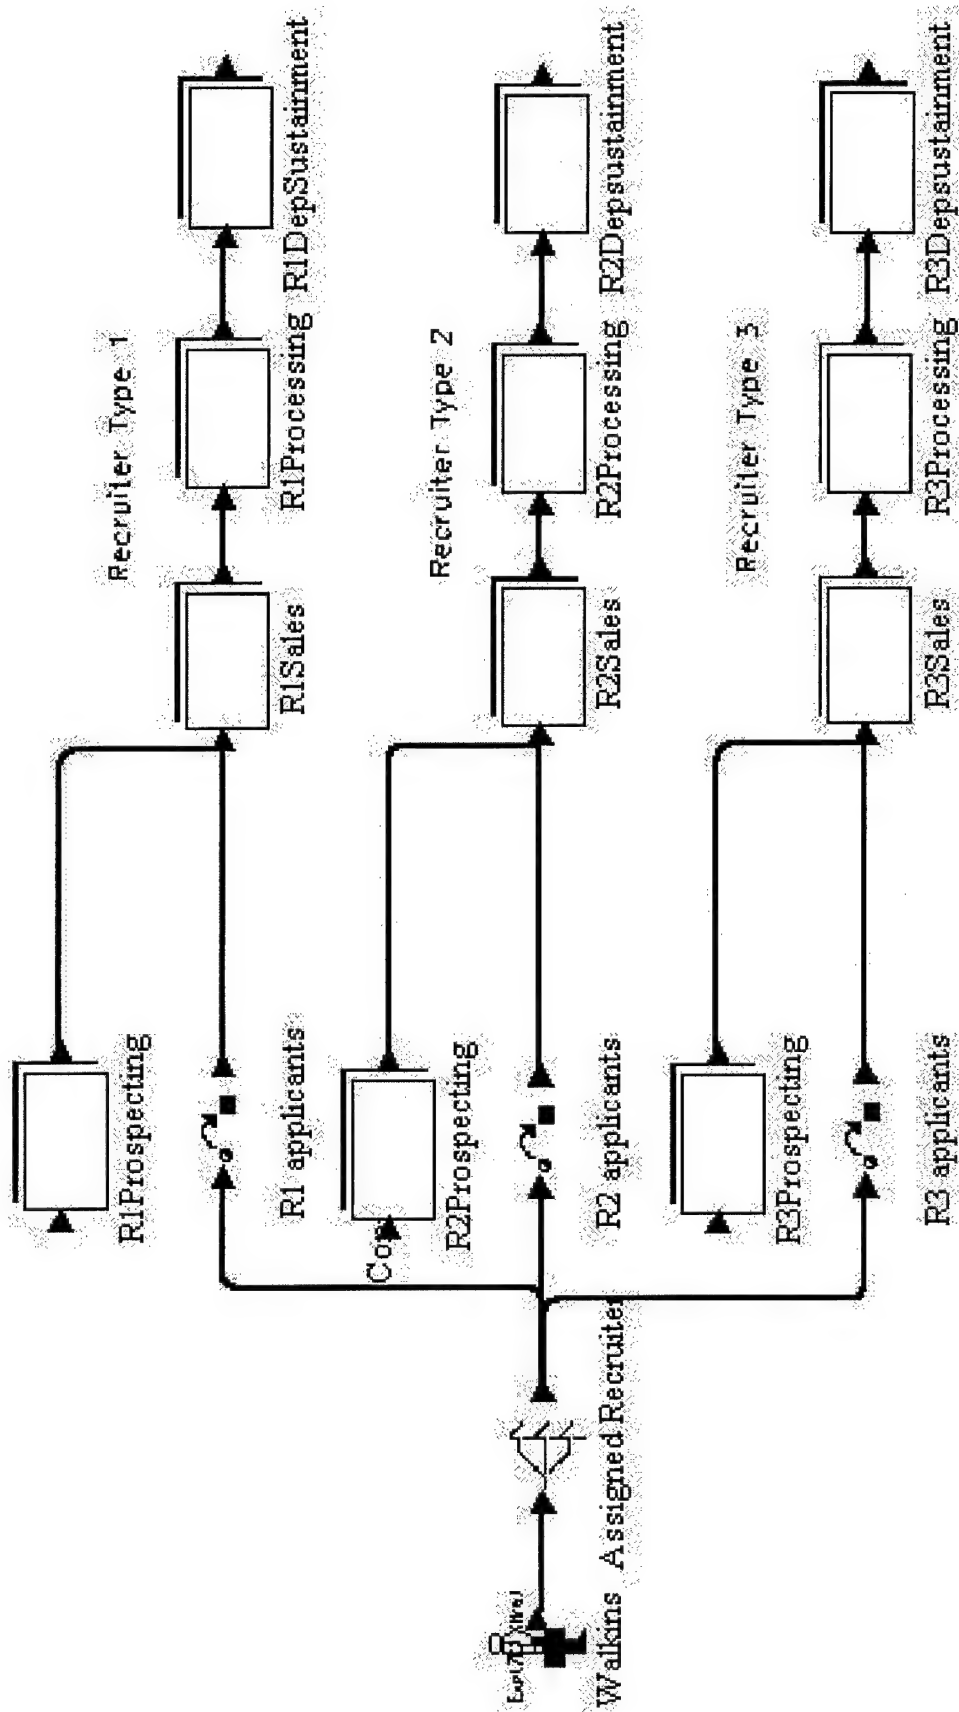 Recruiter Type 1
R1Prospecting
R1 applicants
R1Sales
R1Processing
R1DepSustainment
Recruiter Type 2
Cop
R2Prospecting
R2 applicants
R2Sales
R2Processing
R2Depsustainment
Walkins
Assigned Recruiter
Recruiter Type 3
R3Prospecting
R3 applicants
R3Sales
R3Processing
R3Depsustainment